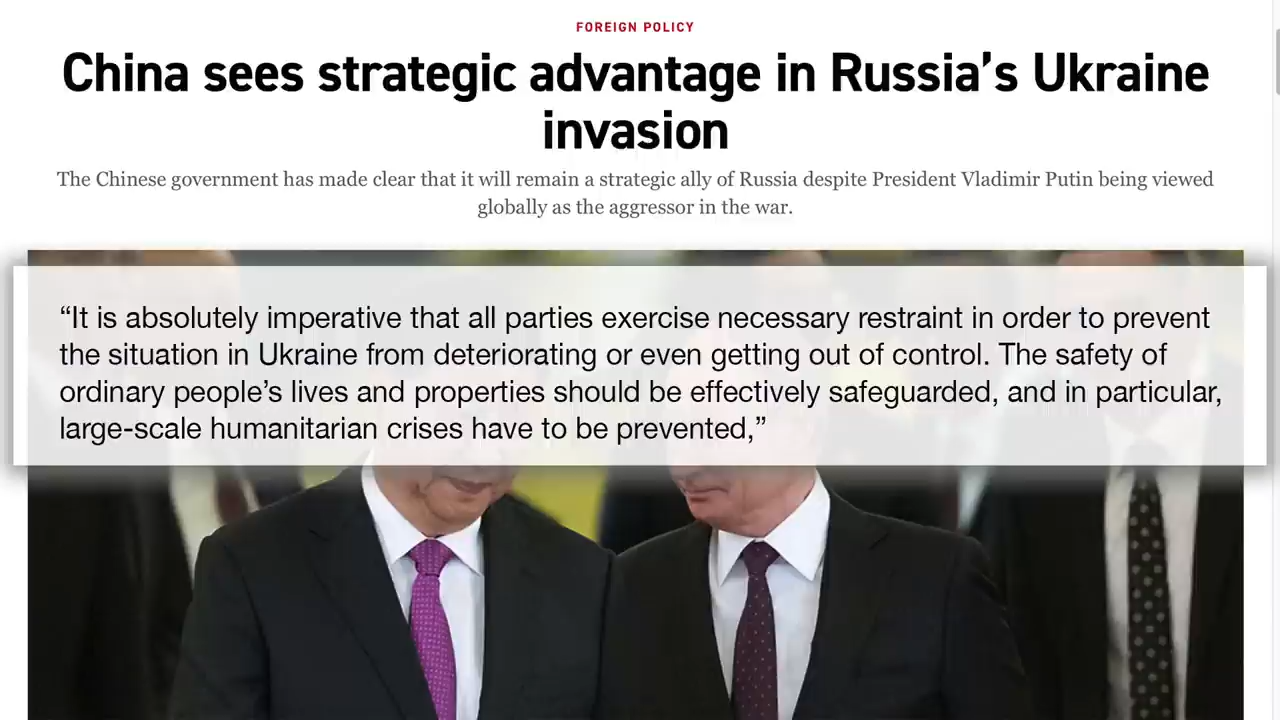 FOREIGN POLICY
China sees strategic advantage in Russia’s Ukraine
invasion
The Chinese government has made clear that it will remain a strategic ally of Russia despite President Vladimir Putin being viewed
globally as the aggressor in the war.
“It is absolutely imperative that all parties exercise necessary restraint in order to prevent
the situation in Ukraine from deteriorating or even getting out of control. The safety of
ordinary people’s lives and properties should be effectively safeguarded, and in particular,
large-scale humanitarian crises have to be prevented,”